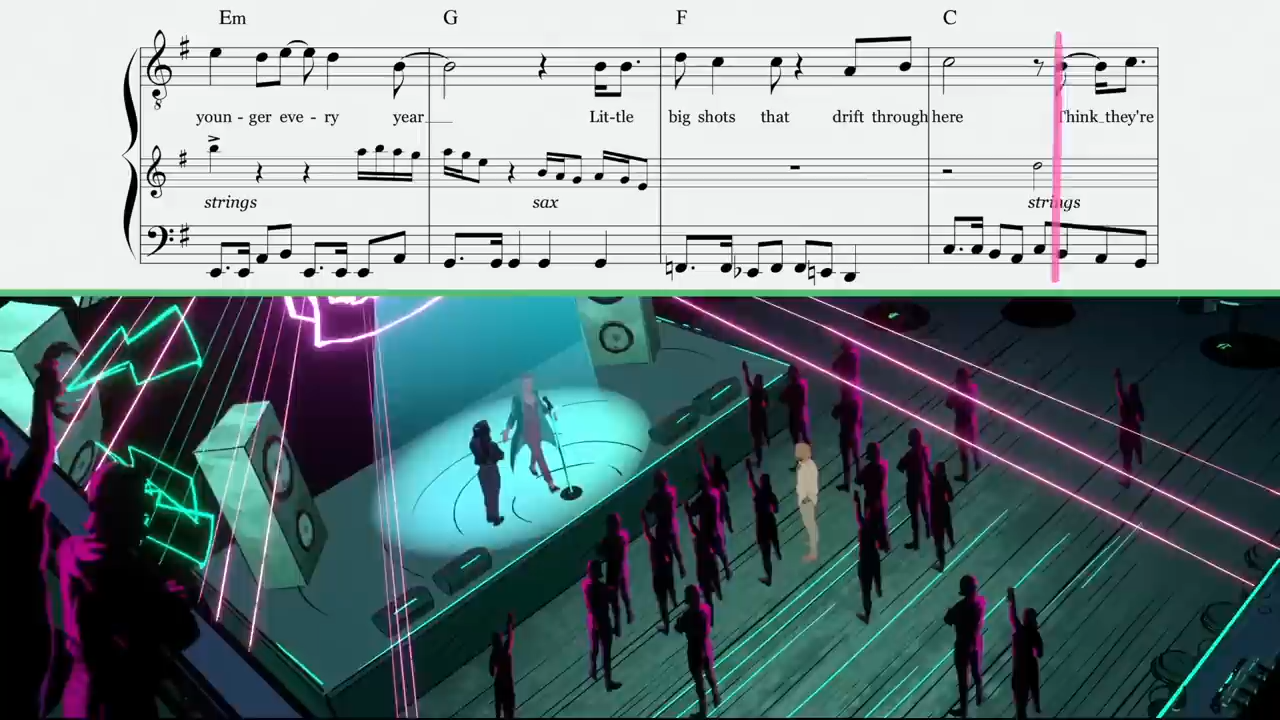 Em G F C
youn - ger eve - ry year Lit-tle big shots that drift through here Think they're
strings sax strings